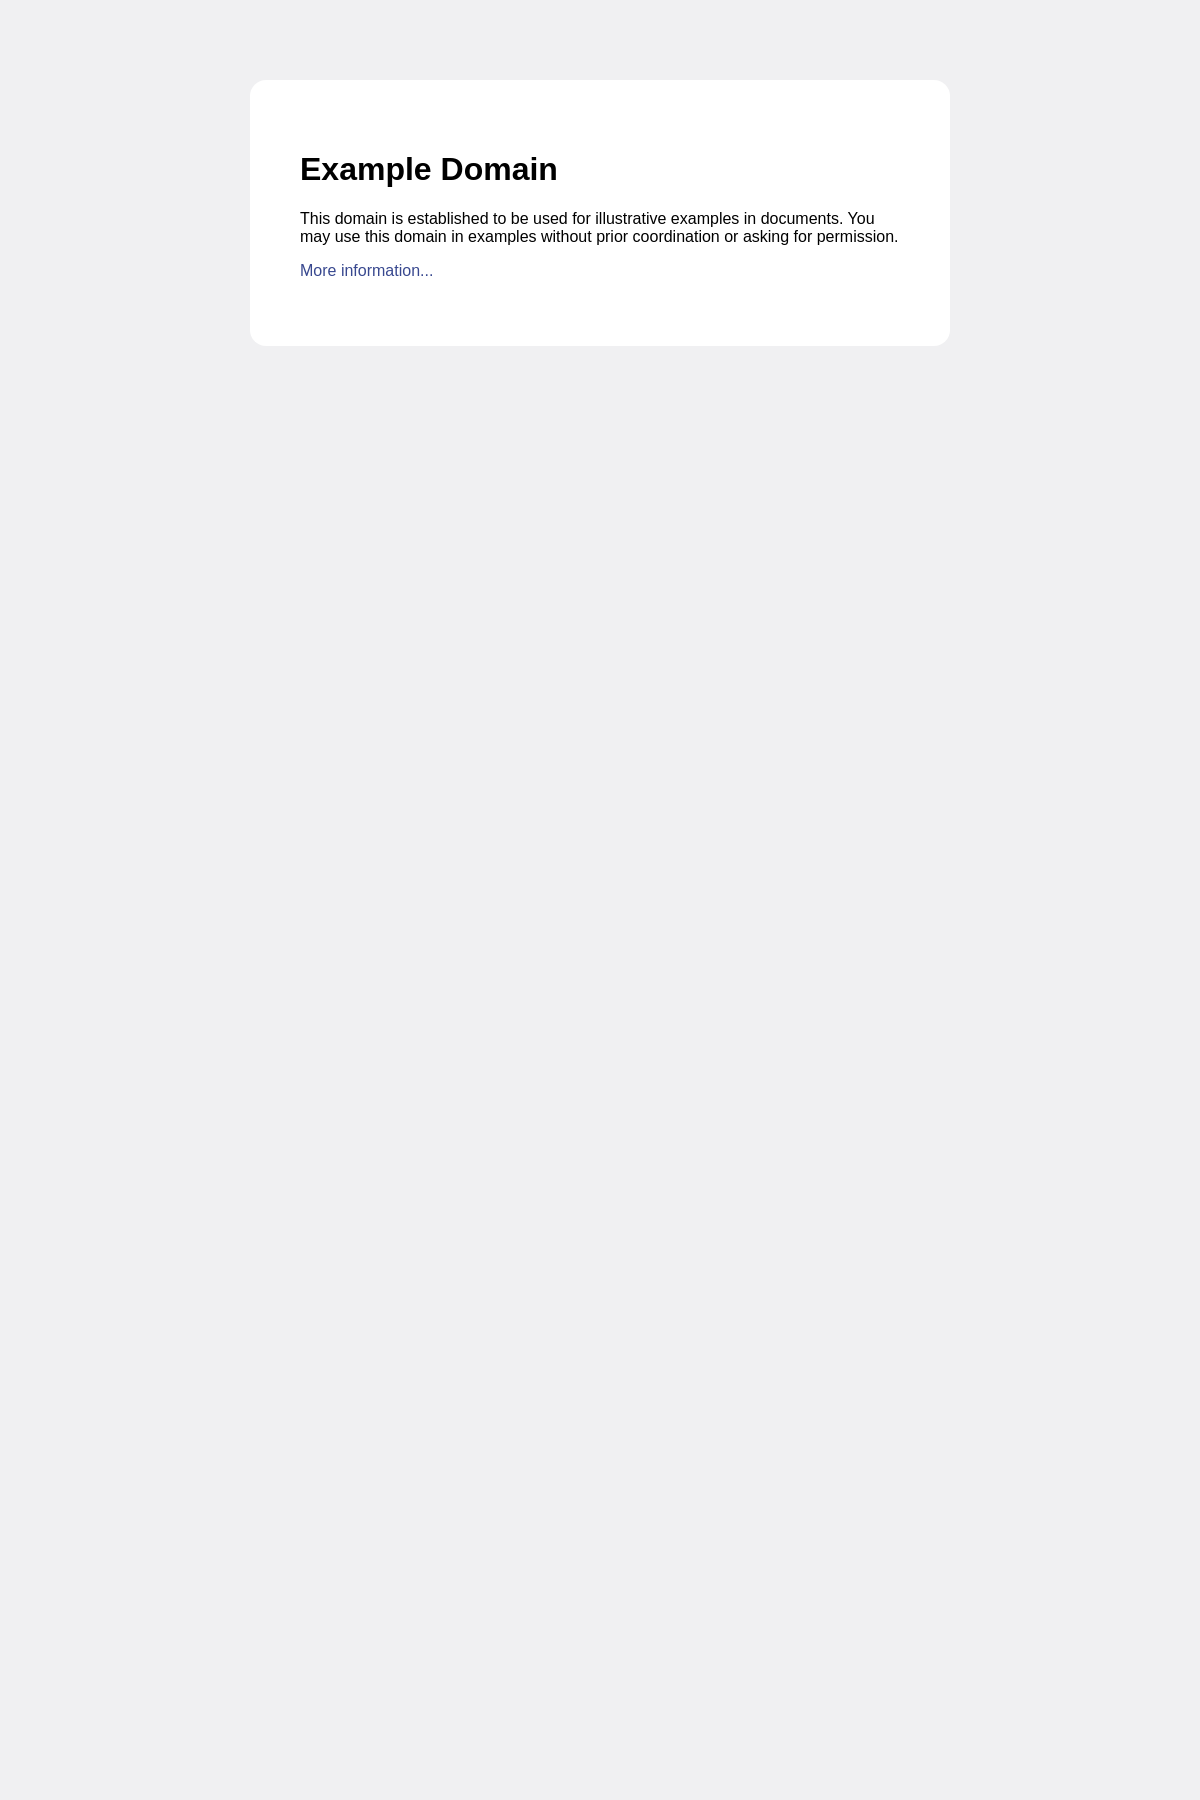 Example Domain
This domain is established to be used for illustrative examples in documents. You
may use this domain in examples without prior coordination or asking for permission.
More information...